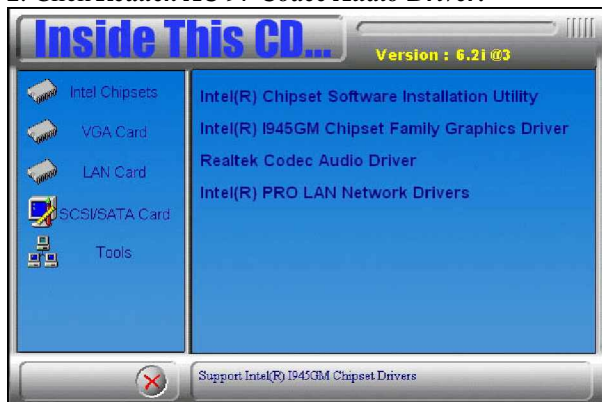 Inside This CD...
Version : 6.2i @3
Intel Chipsets
VGA Card
LAN Card
SCSI/SATA Card
Tools
Intel(R) Chipset Software Installation Utility
Intel(R) I945GM Chipset Family Graphics Driver
Realtek Codec Audio Driver
Intel(R) PRO LAN Network Drivers
Support Intel(R) I945GM Chipset Drivers